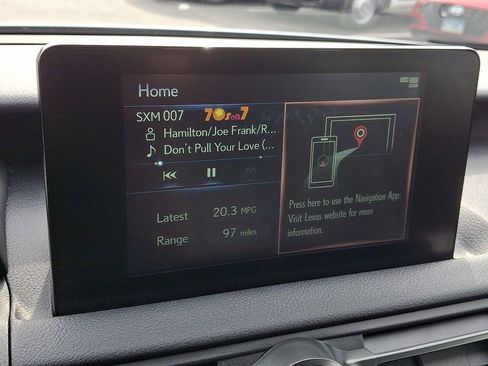 Home
DCM
SXM 007 70s on 7
Hamilton/Joe Frank/R...
Don't Pull Your Love (...
Latest 20.3 MPG
Range 97 miles
Press here to use the Navigation App.
Visit Lexus website for more
information.